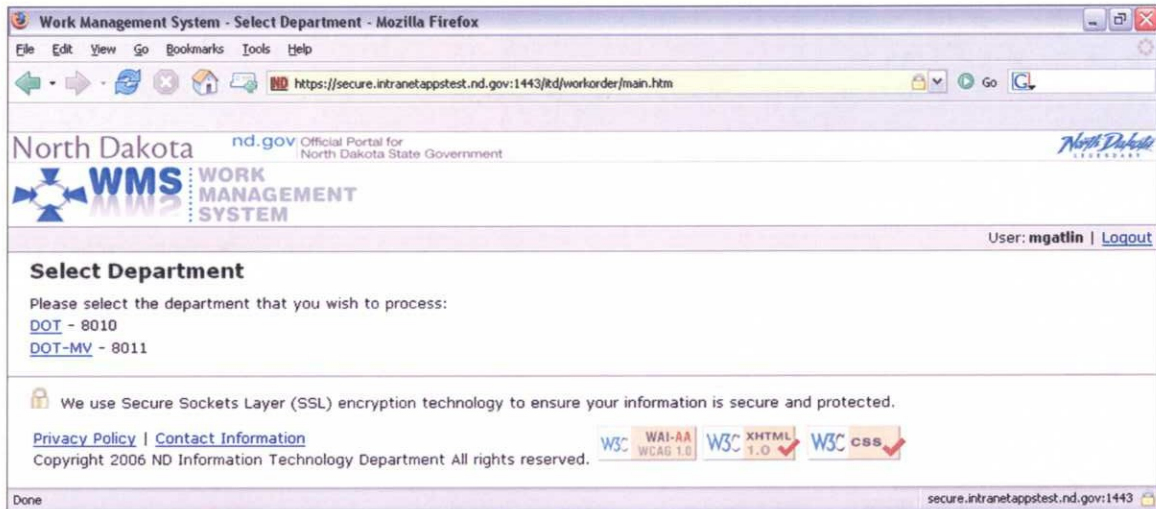 Work Management System - Select Department - Mozilla Firefox
File Edit View Go Bookmarks Tools Help
ND https://secure.intranetappstest.nd.gov:1443/itd/workorder/main.htm Go G
North Dakota nd.gov Official Portal for North Dakota State Government North Dakota LEGENDARY
WMS WORK MANAGEMENT SYSTEM
User: mgatlin | Logout
Select Department
Please select the department that you wish to process:
DOT - 8010
DOT-MV - 8011
We use Secure Sockets Layer (SSL) encryption technology to ensure your information is secure and protected.
Privacy Policy | Contact Information
W3C WAI-AA WCAG 1.0 W3C XHTML 1.0 W3C css
Copyright 2006 ND Information Technology Department All rights reserved.
Done secure.intranetappstest.nd.gov:1443